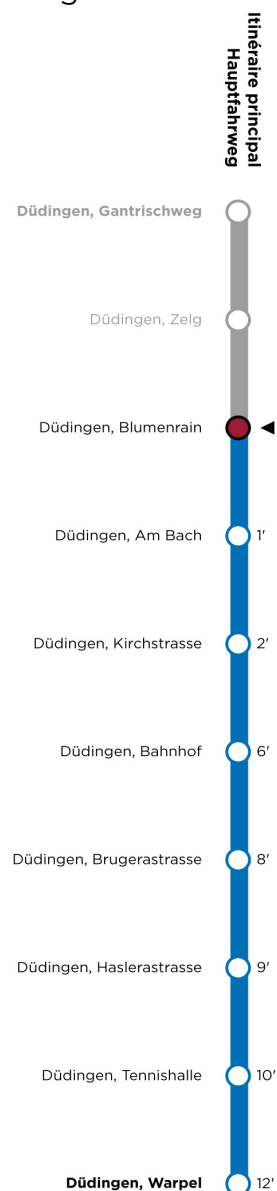 Itinéraire principal
Hauptfahrweg
Düdingen, Gantrischweg
Düdingen, Zelg
Düdingen, Blumenrain
Düdingen, Am Bach 1'
Düdingen, Kirchstrasse 2'
Düdingen, Bahnhof 6'
Düdingen, Brugerastrasse 8'
Düdingen, Haslerastrasse 9'
Düdingen, Tennishalle 10'
Düdingen, Warpel 12'